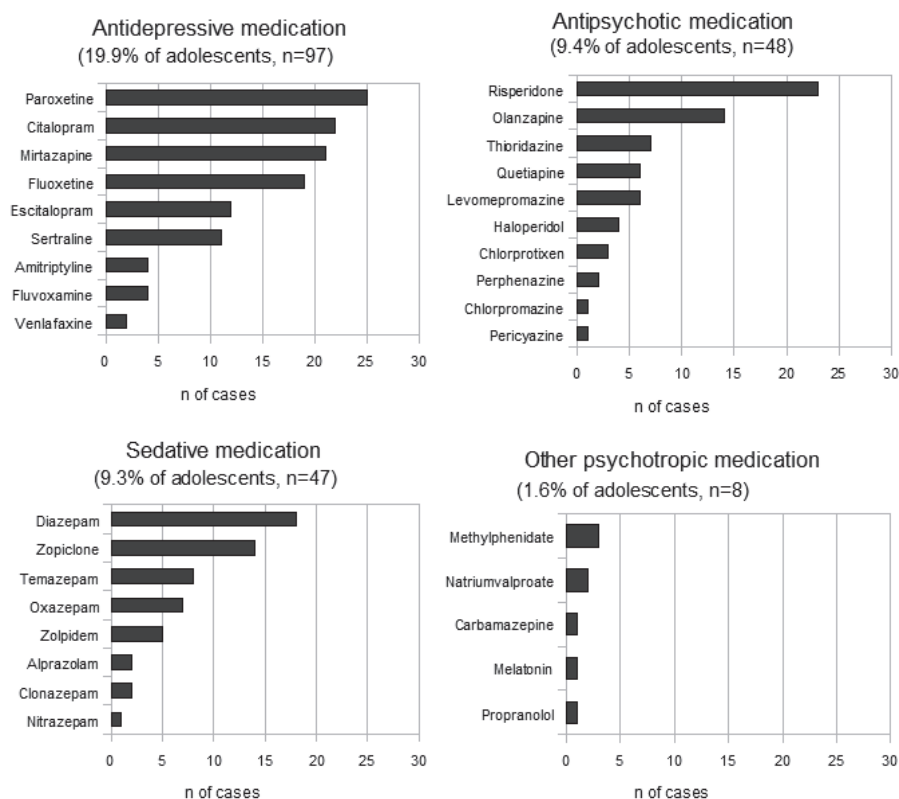 Antidepressive medication
(19.9% of adolescents, n=97)
Paroxetine
Citalopram
Mirtazapine
Fluoxetine
Escitalopram
Sertraline
Amitriptyline
Fluvoxamine
Venlafaxine
0 5 10 15 20 25 30
n of cases
Antipsychotic medication
(9.4% of adolescents, n=48)
Risperidone
Olanzapine
Thioridazine
Quetiapine
Levomepromazine
Haloperidol
Chlorprotixen
Perphenazine
Chlorpromazine
Pericyazine
0 5 10 15 20 25 30
n of cases
Sedative medication
(9.3% of adolescents, n=47)
Diazepam
Zopiclone
Temazepam
Oxazepam
Zolpidem
Alprazolam
Clonazepam
Nitrazepam
0 5 10 15 20 25 30
n of cases
Other psychotropic medication
(1.6% of adolescents, n=8)
Methylphenidate
Natriumvalproate
Carbamazepine
Melatonin
Propranolol
0 5 10 15 20 25 30
n of cases